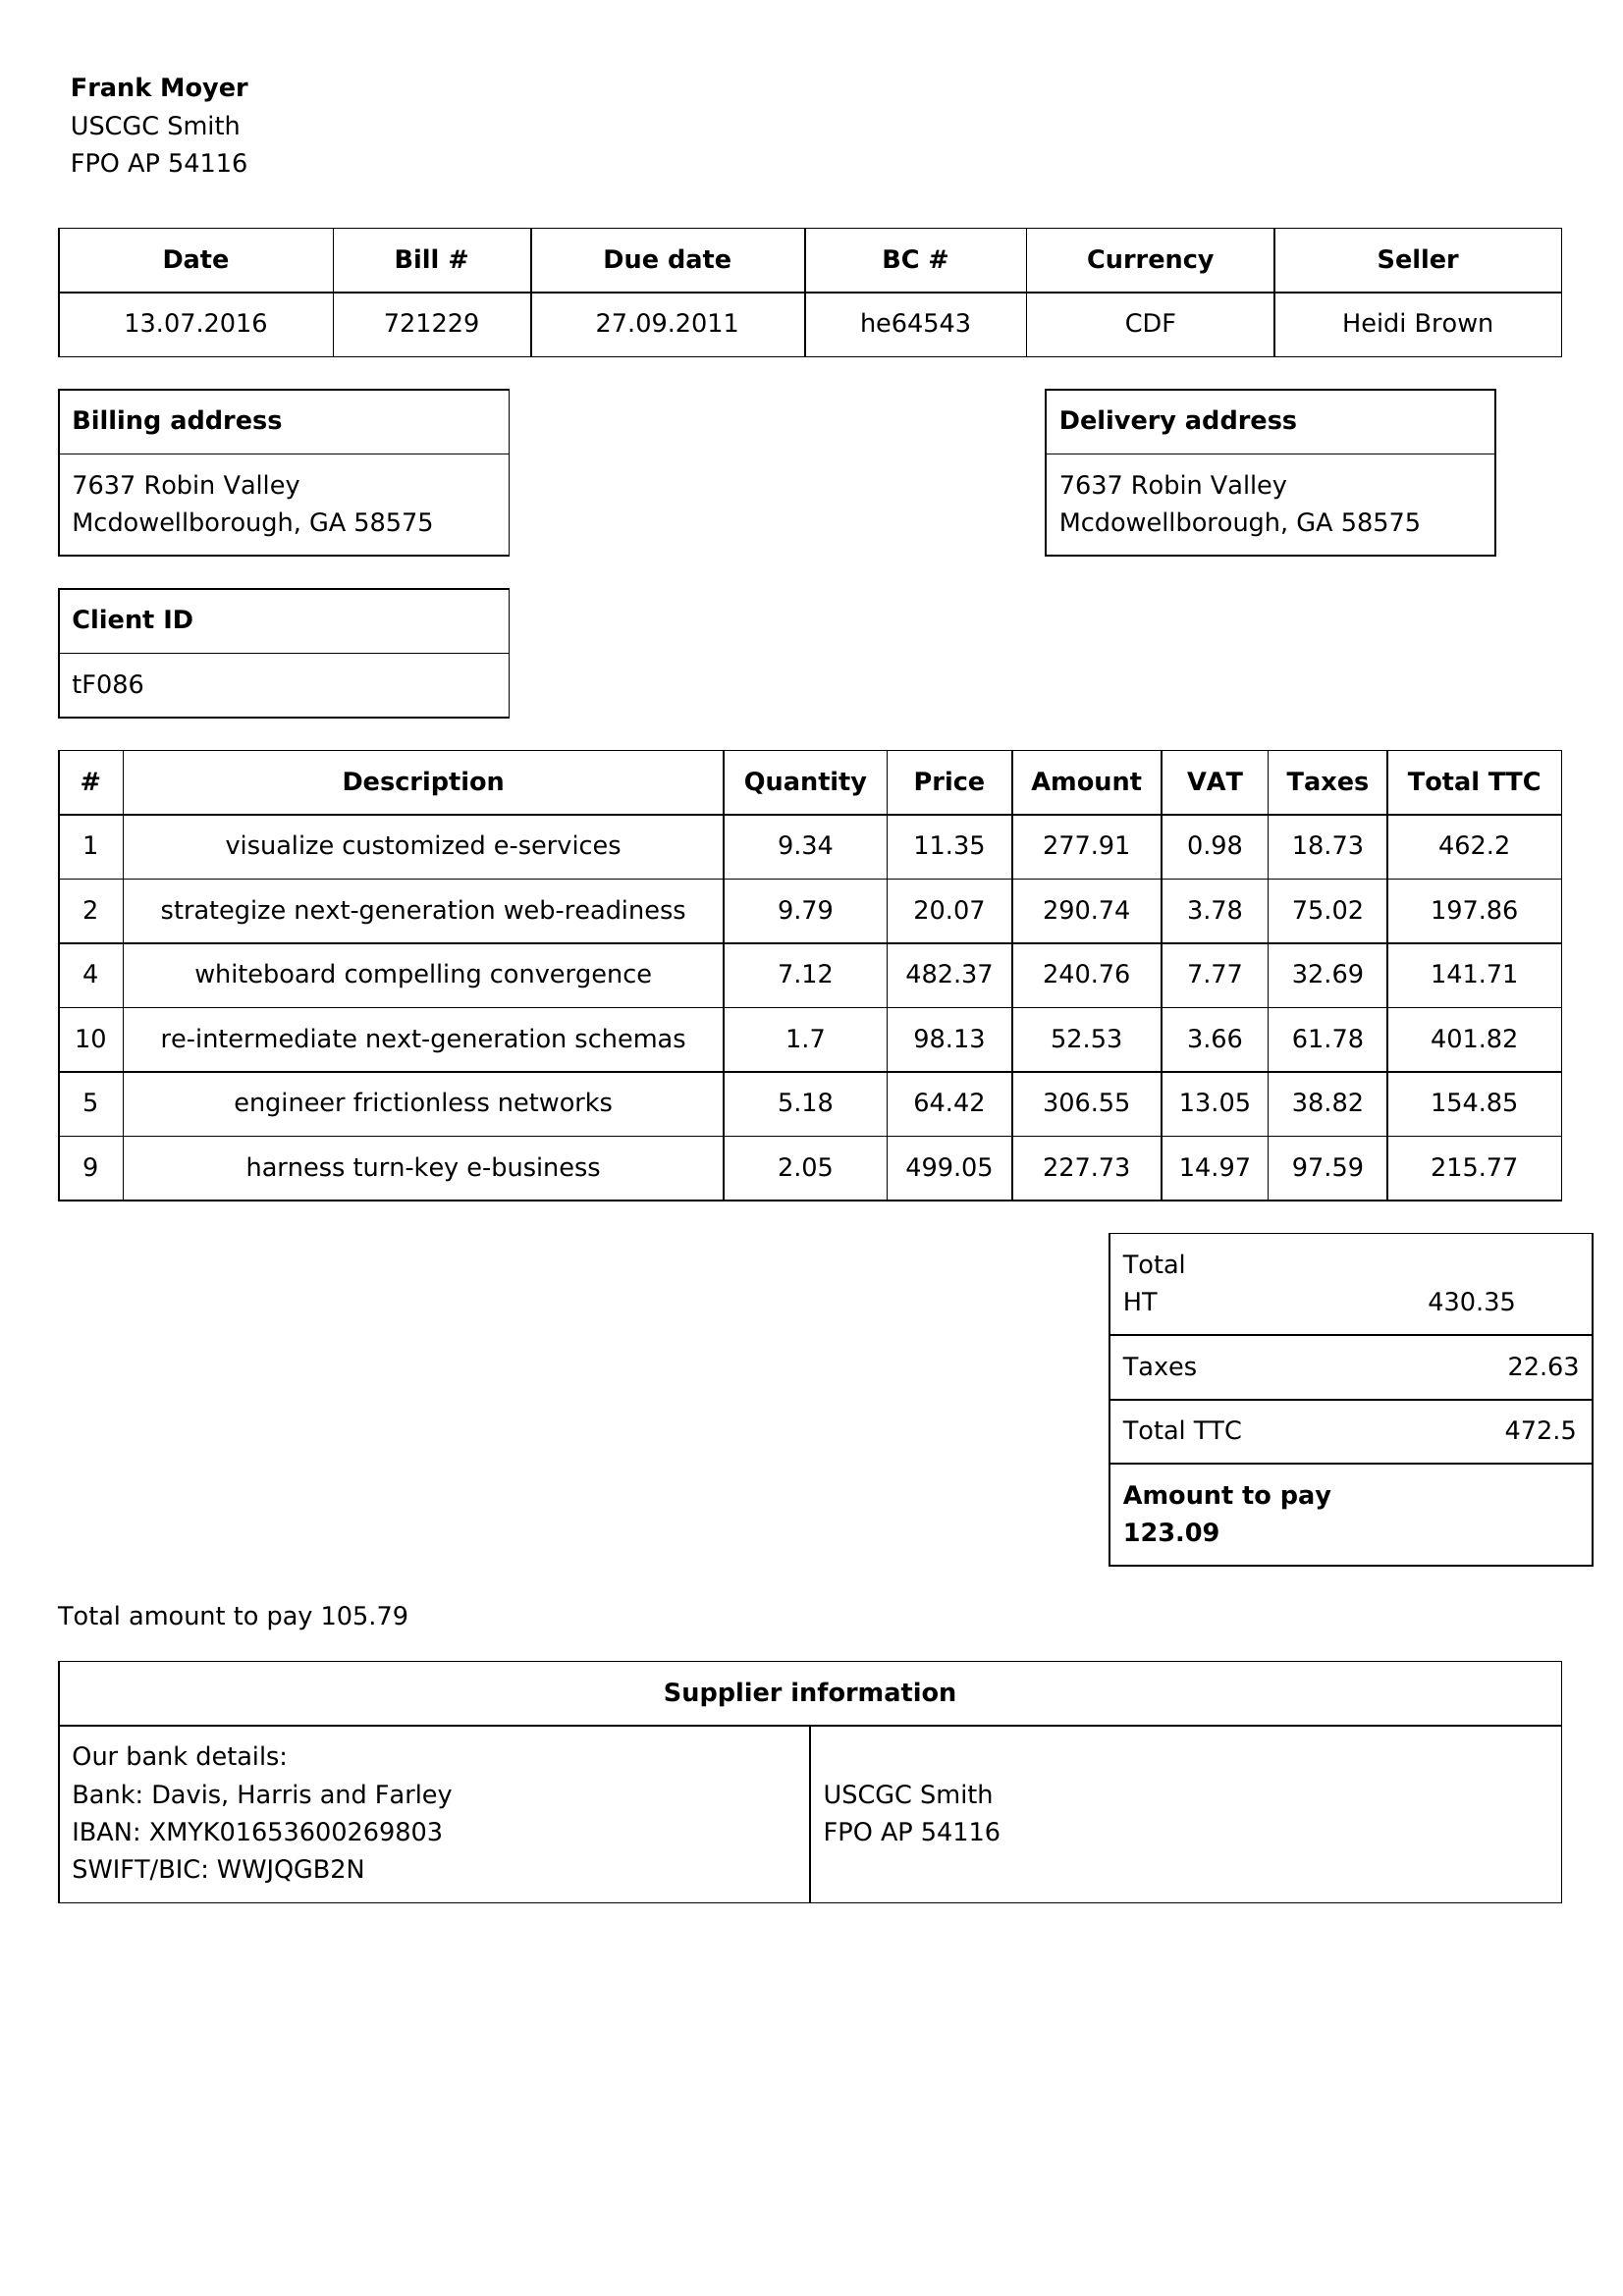 Frank Moyer
USCGC Smith
FPO AP 54116
Date Bill # Due date BC # Currency Seller
13.07.2016 721229 27.09.2011 he64543 CDF Heidi Brown
Billing address
7637 Robin Valley
Mcdowellborough, GA 58575
Delivery address
7637 Robin Valley
Mcdowellborough, GA 58575
Client ID
tF086
# Description Quantity Price Amount VAT Taxes Total TTC
1 visualize customized e-services 9.34 11.35 277.91 0.98 18.73 462.2
2 strategize next-generation web-readiness 9.79 20.07 290.74 3.78 75.02 197.86
4 whiteboard compelling convergence 7.12 482.37 240.76 7.77 32.69 141.71
10 re-intermediate next-generation schemas 1.7 98.13 52.53 3.66 61.78 401.82
5 engineer frictionless networks 5.18 64.42 306.55 13.05 38.82 154.85
9 harness turn-key e-business 2.05 499.05 227.73 14.97 97.59 215.77
Total
HT 430.35
Taxes 22.63
Total TTC 472.5
Amount to pay
123.09
Total amount to pay 105.79
Supplier information
Our bank details:
Bank: Davis, Harris and Farley
IBAN: XMYK01653600269803
SWIFT/BIC: WWJQGB2N
USCGC Smith
FPO AP 54116